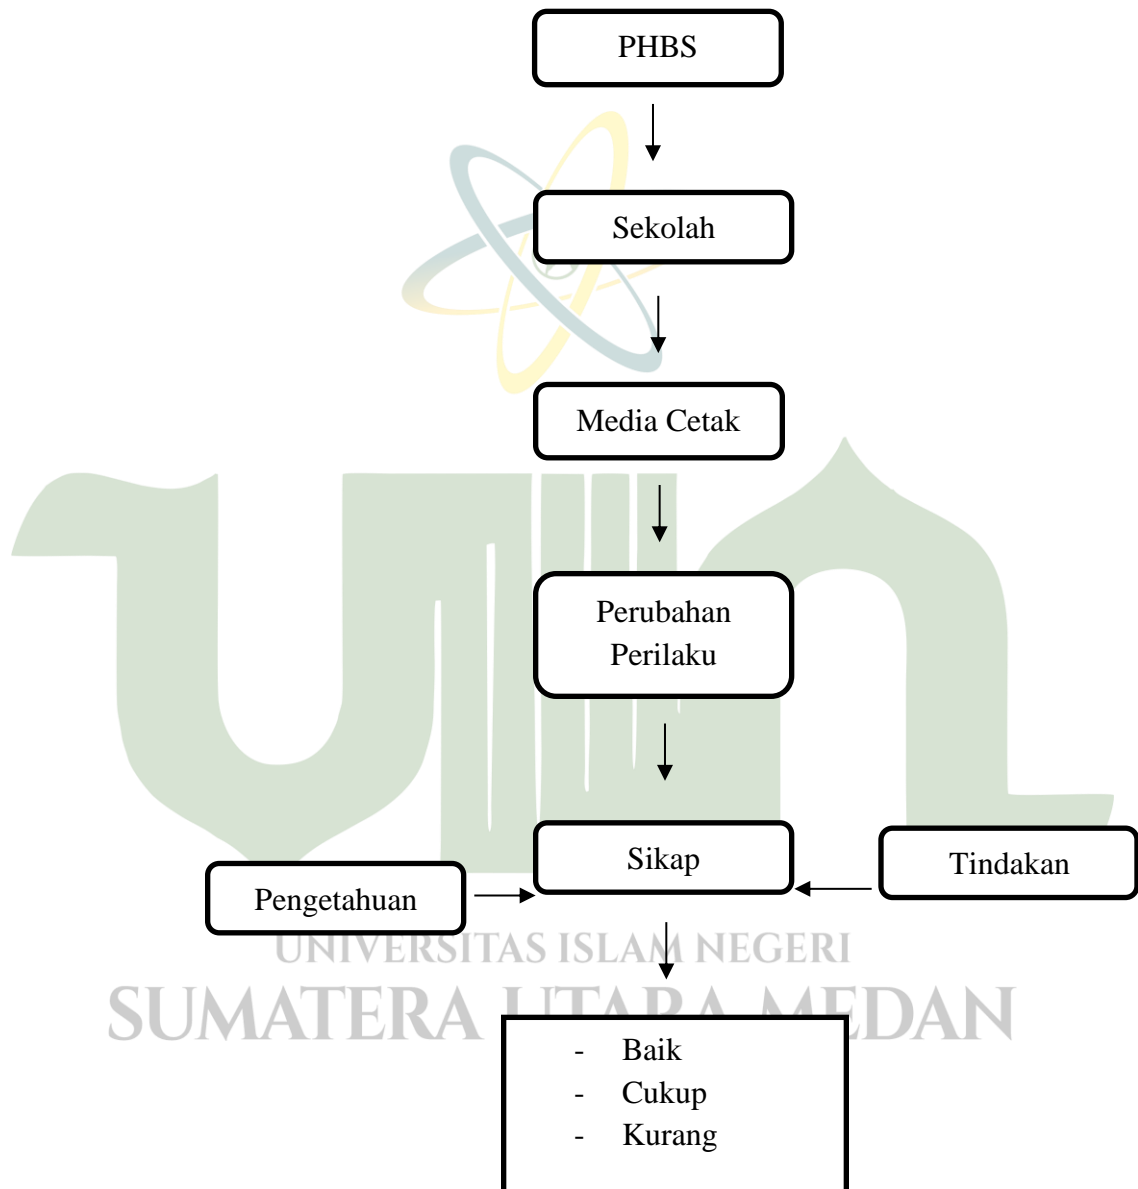 PHBS
Sekolah
Media Cetak
Perubahan
Perilaku
Sikap
Tindakan
Pengetahuan
UNIVERSITAS ISLAM NEGERI
SUMATERA UTARA MEDAN
- Baik
- Cukup
- Kurang